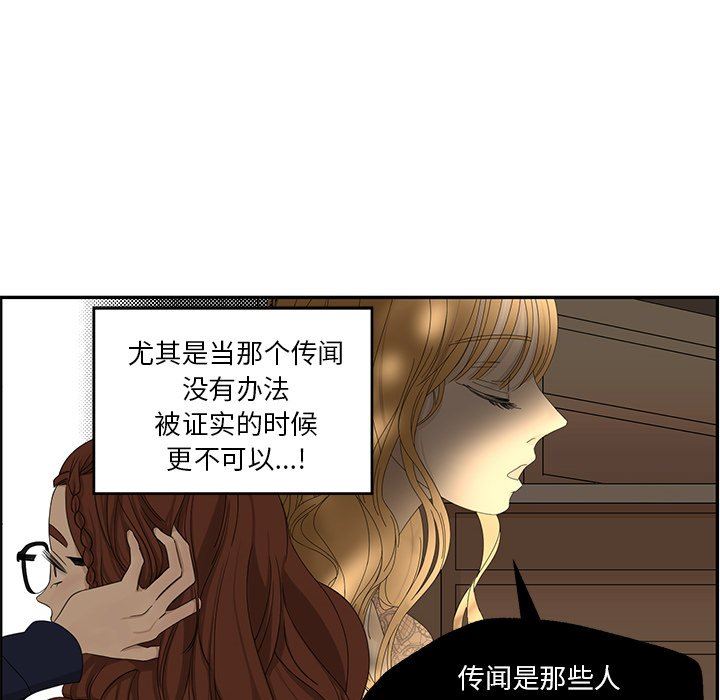 尤其是当那个传闻
没有办法
被证实的时候
更不可以...!
传闻是那些人